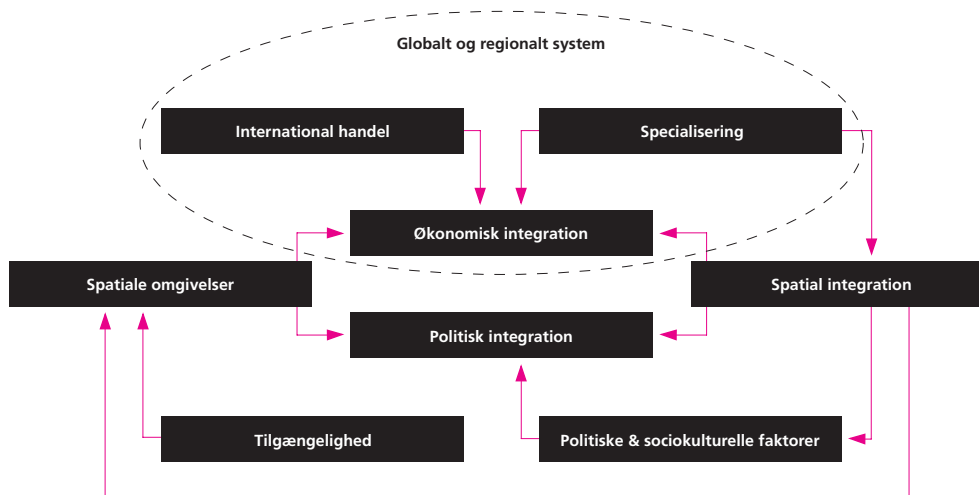 Globalt og regionalt system
International handel
Specialisering
Økonomisk integration
Spatiale omgivelser
Spatial integration
Politisk integration
Tilgængelighed
Politiske & sociokulturelle faktorer